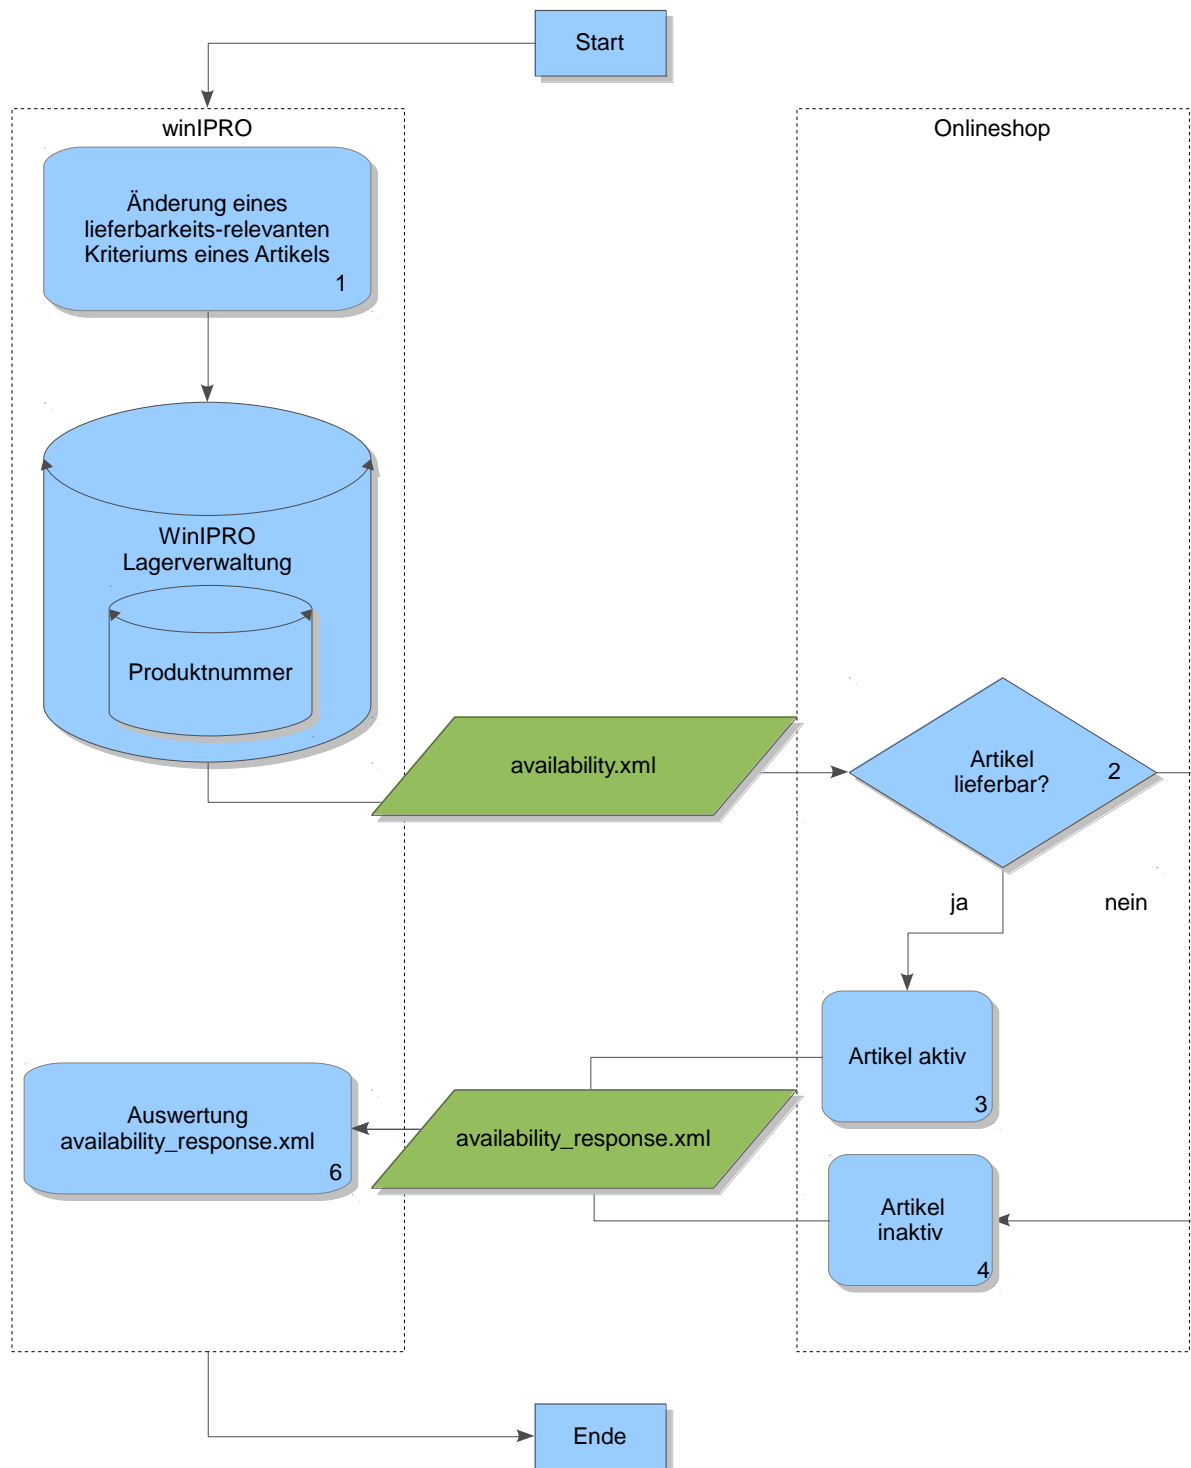 Start
winIPRO
Onlineshop
Änderung eines
lieferbarkeits-relevanten
Kriteriums eines Artikels
1
WinIPRO
Lagerverwaltung
Produktnummer
availability.xml
Artikel
lieferbar?
2
ja
nein
Artikel aktiv
3
Auswertung
availability_response.xml
6
availability_response.xml
Artikel
inaktiv
4
Ende